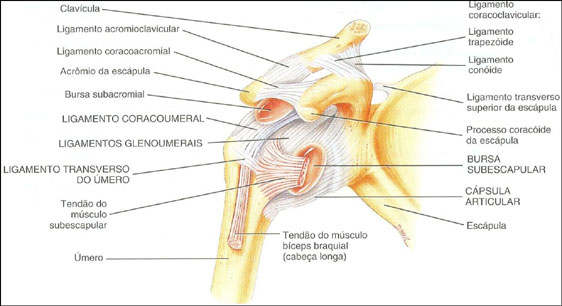 Clavícula
Ligamento acromioclavicular
Ligamento coracoacromial
Acrômio da escápula
Bursa subacromial
LIGAMENTO CORACOUMERAL
LIGAMENTOS GLENOUMERAIS
LIGAMENTO TRANSVERSO
DO ÚMERO
Tendão do
músculo
subescapular
Úmero
Tendão do músculo
bíceps braquial
(cabeça longa)
Ligamento
coracoclavicular:
Ligamento
trapezóide
Ligamento
conóide
Ligamento transverso
superior da escápula
Processo coracóide
da escápula
BURSA
SUBESCAPULAR
CÁPSULA
ARTICULAR
Escápula